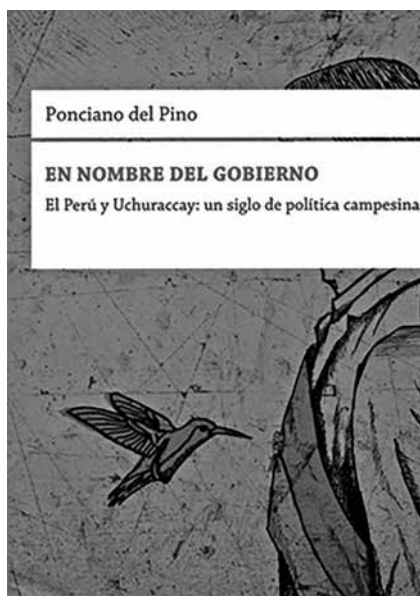 Ponciano del Pino
EN NOMBRE DEL GOBIERNO
El Perú y Uchuraccay: un siglo de política campesina